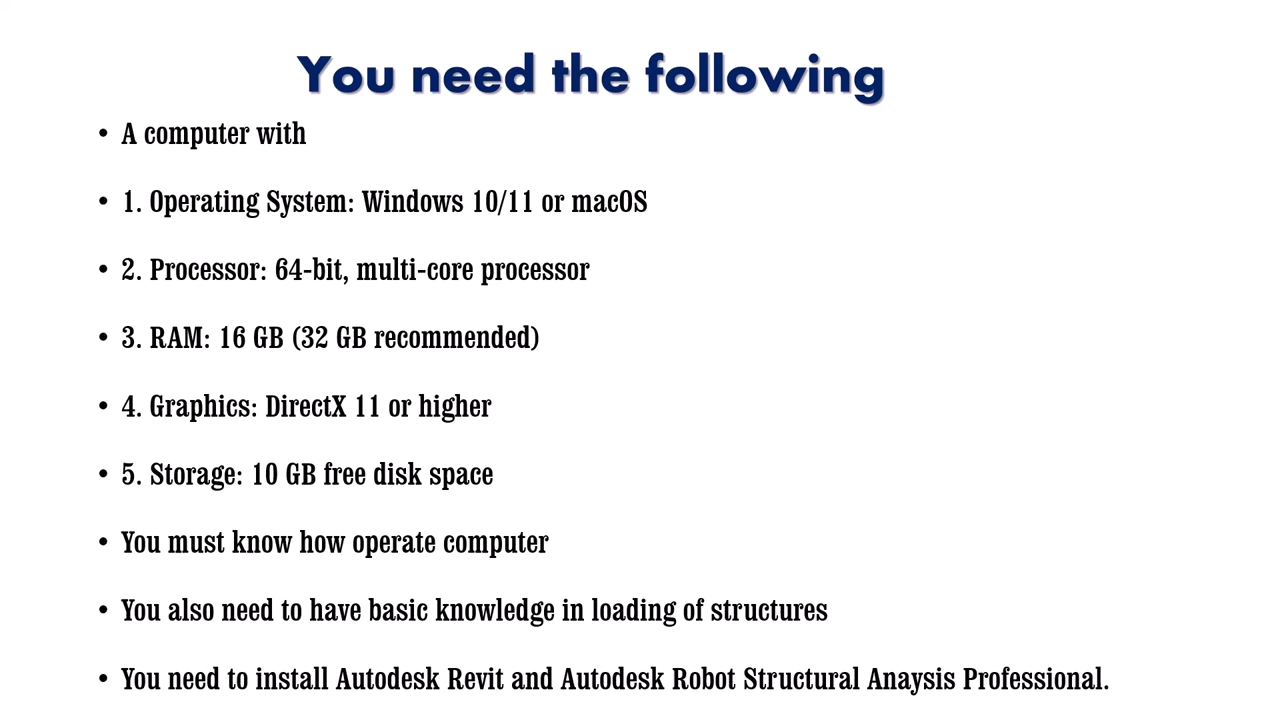 You need the following
• A computer with
• 1. Operating System: Windows 10/11 or macOS
• 2. Processor: 64-bit, multi-core processor
• 3. RAM: 16 GB (32 GB recommended)
• 4. Graphics: DirectX 11 or higher
• 5. Storage: 10 GB free disk space
• You must know how operate computer
• You also need to have basic knowledge in loading of structures
• You need to install Autodesk Revit and Autodesk Robot Structural Anaysis Professional.